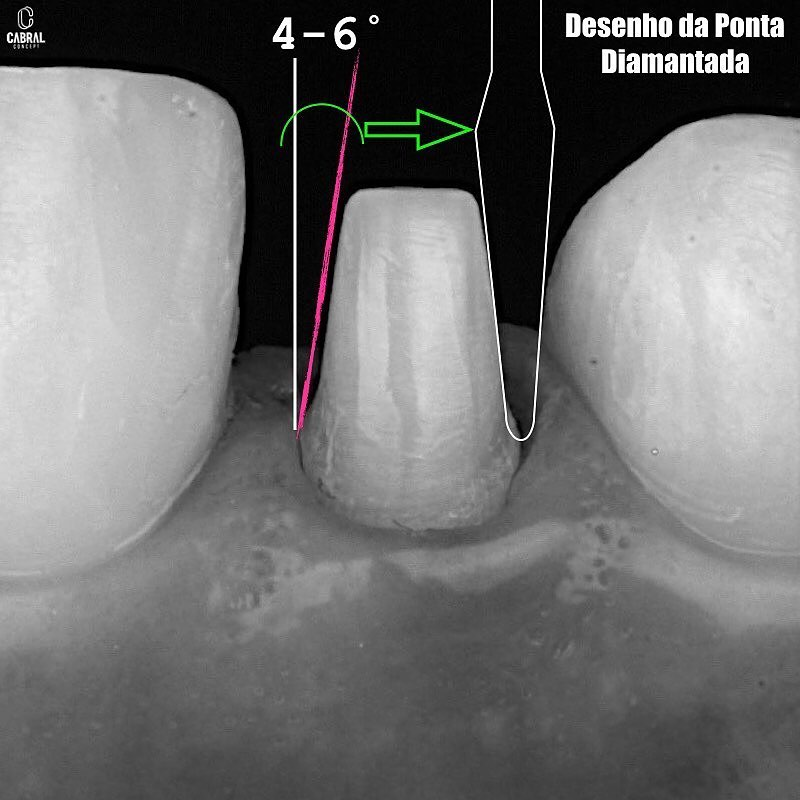 CABRAL
CONCEPT
4-6°
Desenho da Ponta
Diamantada